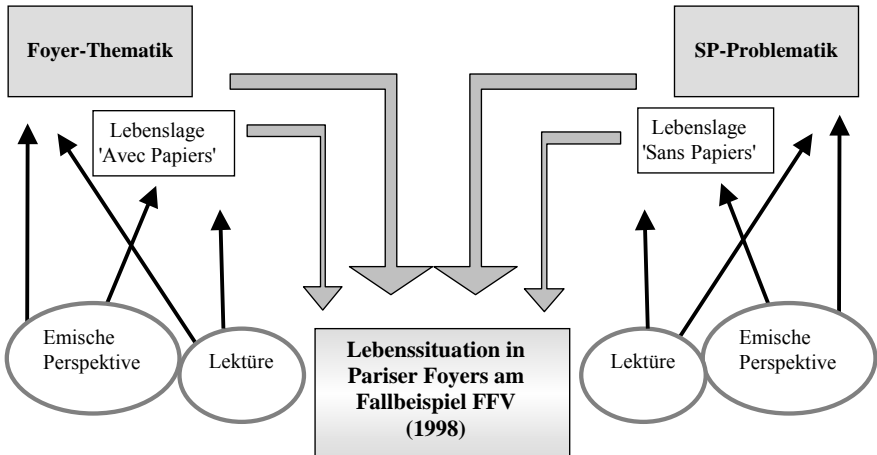 Foyer-Thematik
SP-Problematik
Lebenslage
'Avec Papiers'
Lebenslage
'Sans Papiers'
Emische
Perspektive
Lektüre
Lebenssituation in
Pariser Foyers am
Fallbeispiel FFV
(1998)
Lektüre
Emische
Perspektive